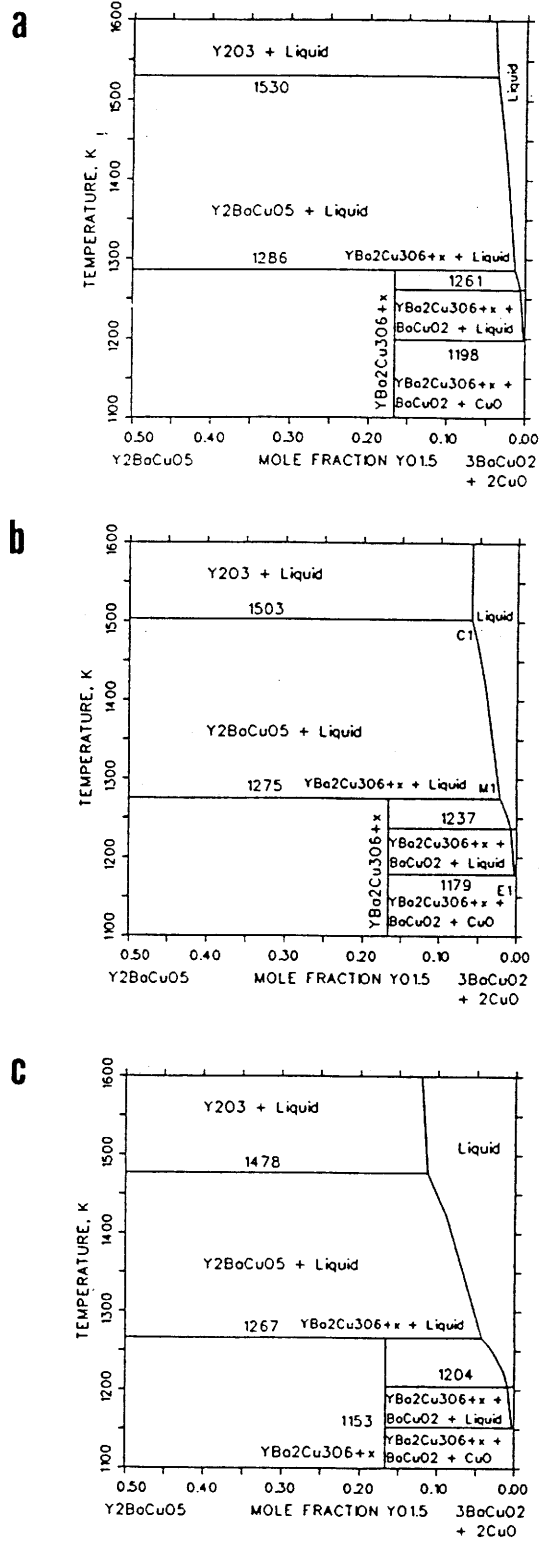 a
1600
1500
1400
1300
1200
1100
TEMPERATURE, K
Y2O3 + Liquid
1530
Liquid
Y2BaCuO5 + Liquid
1286
YBa2Cu3O6+x + Liquid
1261
YBa2Cu3O6+x
YBa2Cu3O6+x +
BaCuO2 + Liquid
1198
YBa2Cu3O6+x +
BaCuO2 + CuO
0.50 0.40 0.30 0.20 0.10 0.00
Y2BaCuO5 MOLE FRACTION YO1.5 3BaCuO2
+ 2CuO
b
1600
1500
1400
1300
1200
1100
TEMPERATURE, K
Y2O3 + Liquid
1503
Liquid
C1
Y2BaCuO5 + Liquid
1275
YBa2Cu3O6+x + Liquid
M1
1237
YBa2Cu3O6+x
YBa2Cu3O6+x +
BaCuO2 + Liquid
1179
E1
YBa2Cu3O6+x +
BaCuO2 + CuO
0.50 0.40 0.30 0.20 0.10 0.00
Y2BaCuO5 MOLE FRACTION YO1.5 3BaCuO2
+ 2CuO
c
1600
1500
1400
1300
1200
1100
TEMPERATURE, K
Y2O3 + Liquid
1478
Liquid
Y2BaCuO5 + Liquid
1267
YBa2Cu3O6+x + Liquid
1204
YBa2Cu3O6+x +
BaCuO2 + Liquid
1153
YBa2Cu3O6+x
YBa2Cu3O6+x +
BaCuO2 + CuO
0.50 0.40 0.30 0.20 0.10 0.00
Y2BaCuO5 MOLE FRACTION YO1.5 3BaCuO2
+ 2CuO